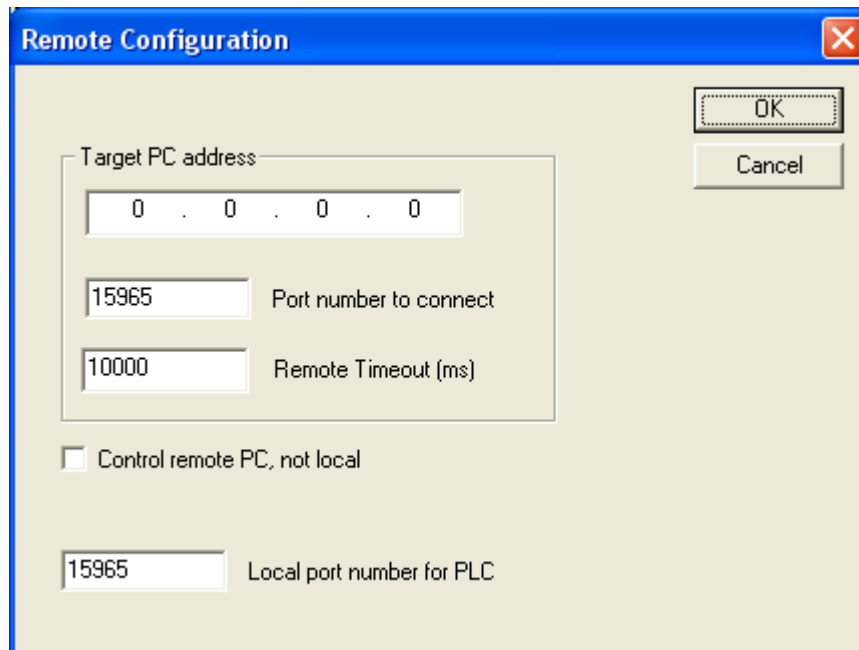 Remote Configuration
OK
Target PC address
Cancel
0 . 0 . 0 . 0
15965 Port number to connect
10000 Remote Timeout (ms)
Control remote PC, not local
15965 Local port number for PLC